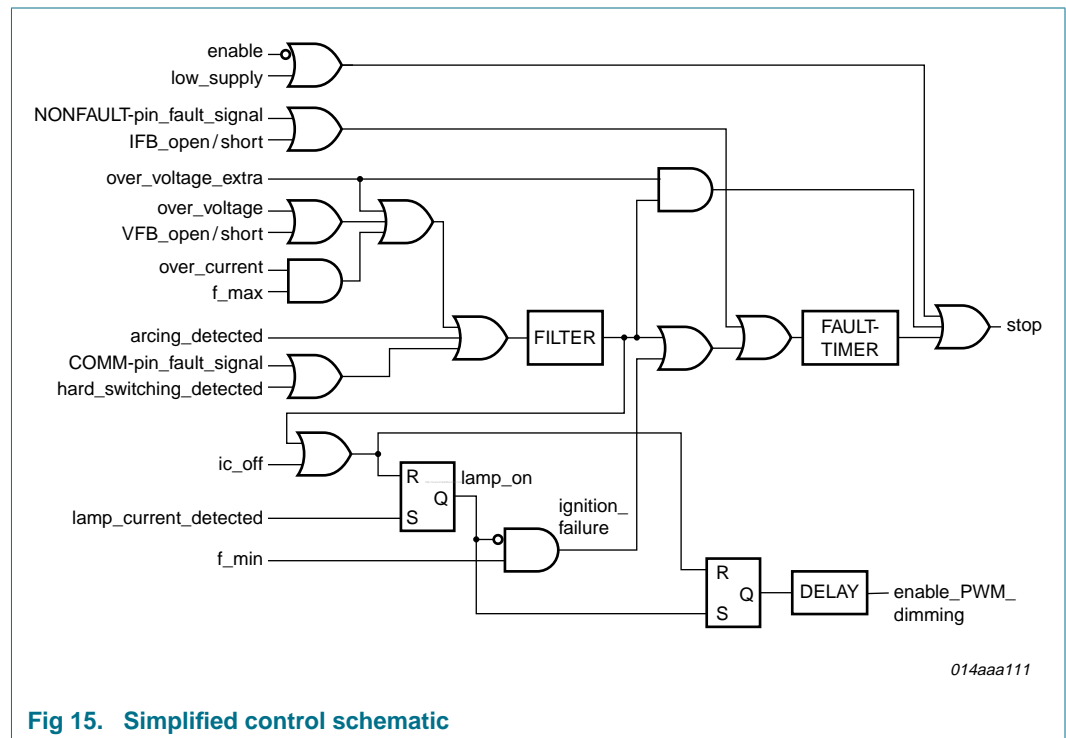 enable
low_supply
NONFAULT-pin_fault_signal
IFB_open/short
over_voltage_extra
over_voltage
VFB_open/short
over_current
f_max
arcing_detected
COMM-pin_fault_signal
hard_switching_detected
FILTER
FAULT-
TIMER
stop
ic_off
R
Q
S
lamp_on
lamp_current_detected
f_min
ignition_
failure
R
Q
S
DELAY
enable_PWM_
dimming
014aaa111
Fig 15. Simplified control schematic